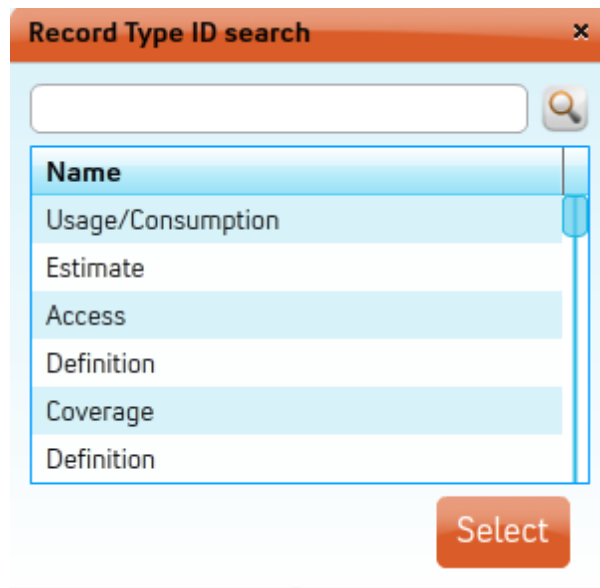 Record Type ID search
Name
Usage/Consumption
Estimate
Access
Definition
Coverage
Definition
Select